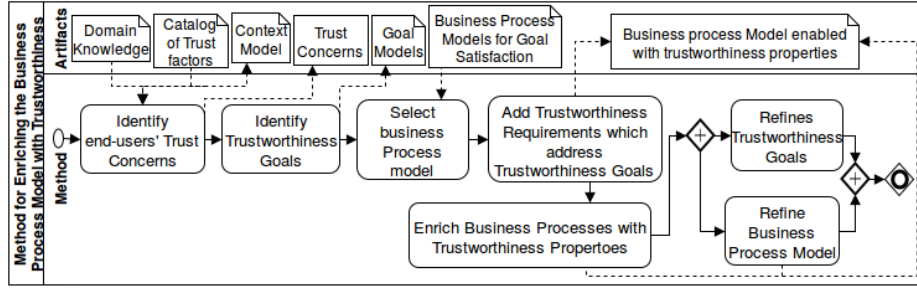 Method for Enriching the Business
Process Model with Trustworthiness
Artifacts
Domain
Knowledge
Catalog
of Trust
factors
Context
Model
Trust
Concerns
Goal
Models
Business Process
Models for Goal
Satisfaction
Business process Model enabled
with trustworthiness properties
Method
Identify
end-users' Trust
Concerns
Identify
Trustworthiness
Goals
Select
business
Process
model
Add Trustworthiness
Requirements which
address
Trustworthiness Goals
Enrich Business Processes with
Trustworthiness Propertoes
Refines
Trustworthiness
Goals
Refine
Business
Process Model